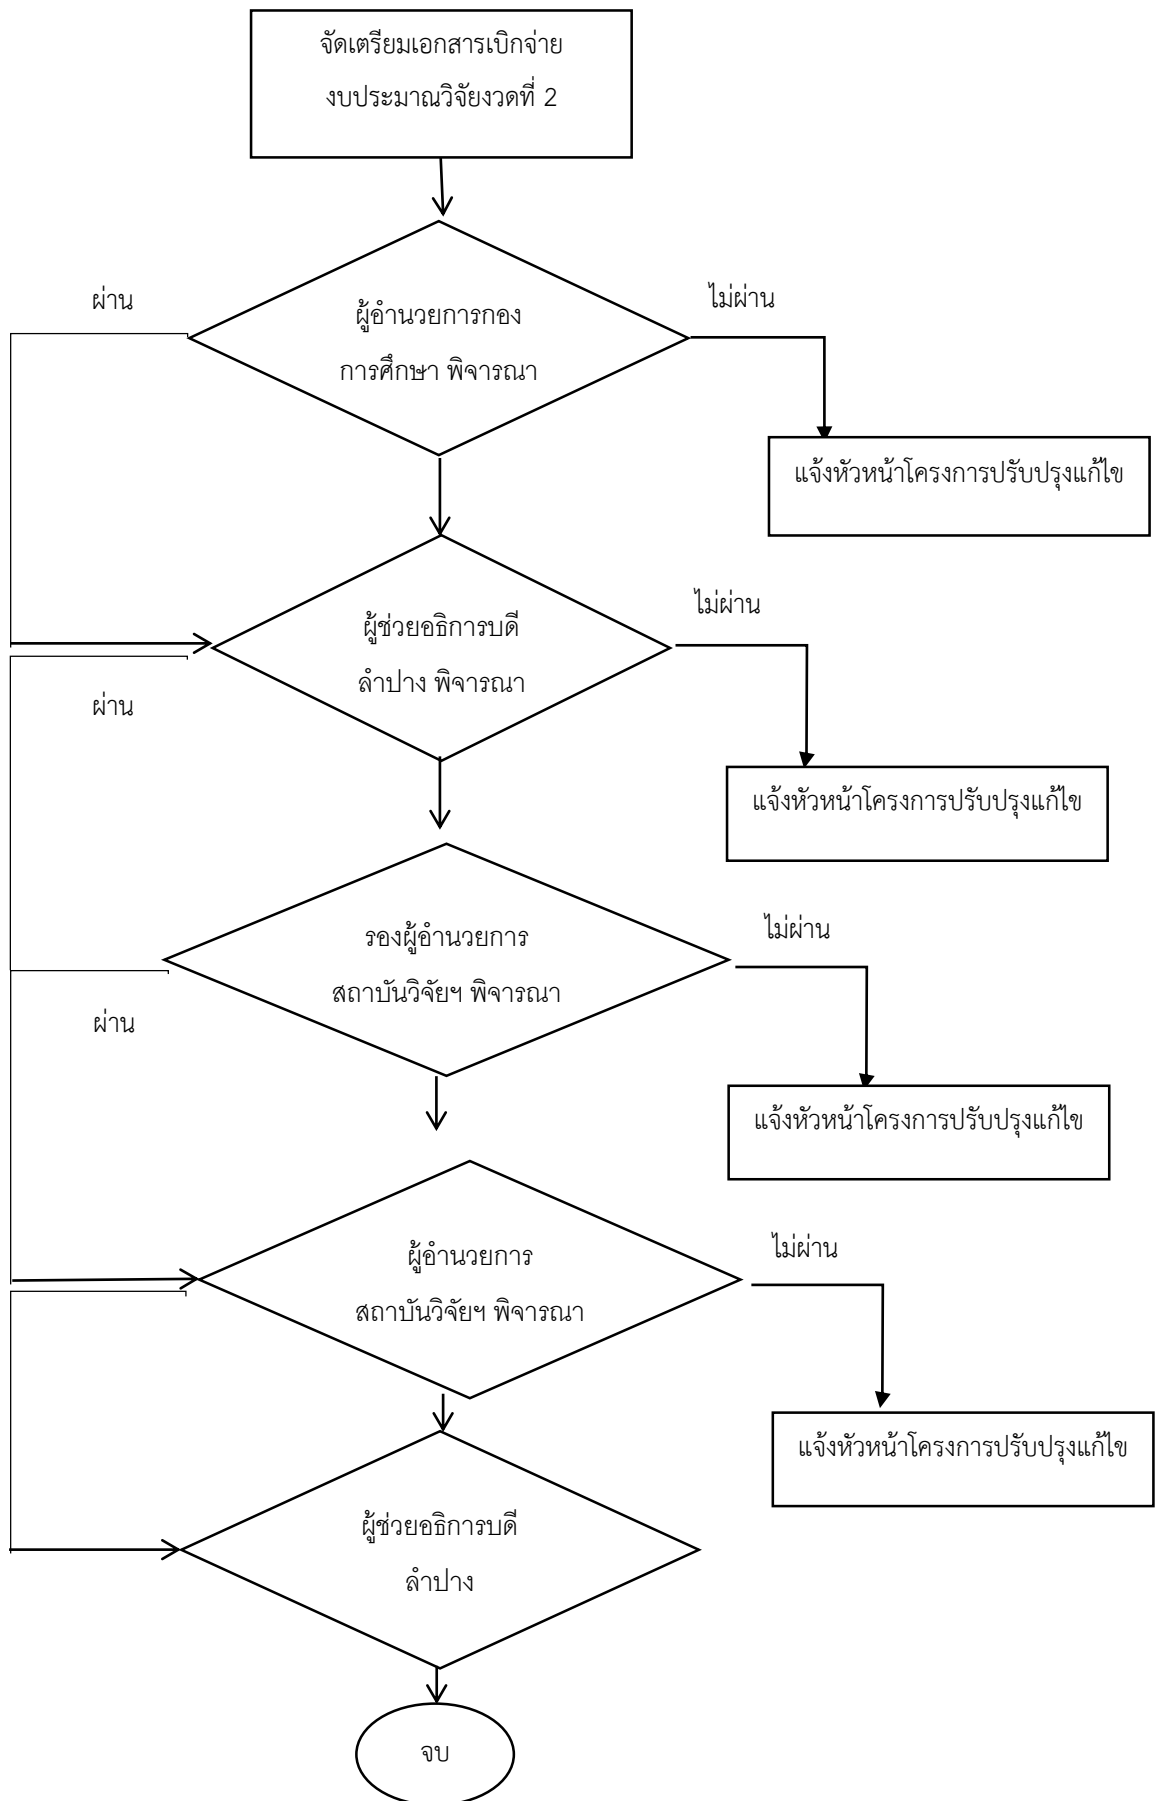 จัดเตรียมเอกสารเบิกจ่าย
งบประมาณวิจัยงวดที่ 2
ผ่าน
ไม่ผ่าน
ผู้อำนวยการกอง
การศึกษา พิจารณา
แจ้งหัวหน้าโครงการปรับปรุงแก้ไข
ไม่ผ่าน
ผู้ช่วยอธิการบดี
ลำปาง พิจารณา
ผ่าน
แจ้งหัวหน้าโครงการปรับปรุงแก้ไข
ไม่ผ่าน
รองผู้อำนวยการ
สถาบันวิจัยฯ พิจารณา
ผ่าน
แจ้งหัวหน้าโครงการปรับปรุงแก้ไข
ไม่ผ่าน
ผู้อำนวยการ
สถาบันวิจัยฯ พิจารณา
แจ้งหัวหน้าโครงการปรับปรุงแก้ไข
ผู้ช่วยอธิการบดี
ลำปาง
จบ